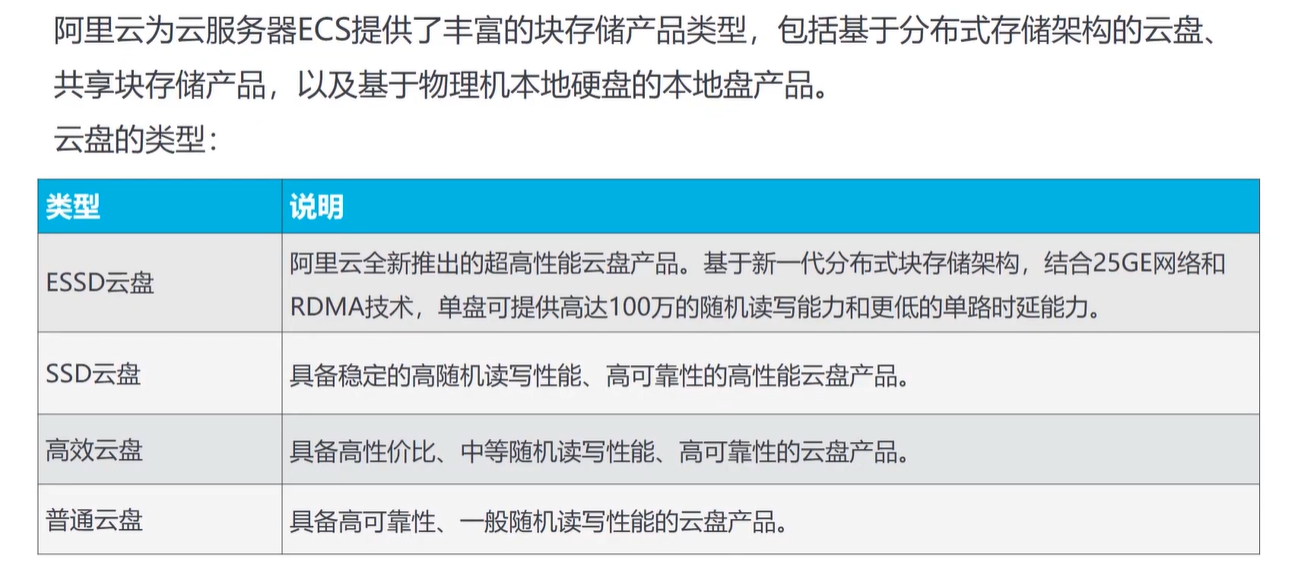 阿里云为云服务器ECS提供了丰富的块存储产品类型，包括基于分布式存储架构的云盘、
共享块存储产品，以及基于物理机本地硬盘的本地盘产品。
云盘的类型：
类型 说明
ESSD云盘 阿里云全新推出的超高性能云盘产品。基于新一代分布式块存储架构，结合25GE网络和
RDMA技术，单盘可提供高达100万的随机读写能力和更低的单路时延能力。
SSD云盘 具备稳定的高随机读写性能、高可靠性的高性能云盘产品。
高效云盘 具备高性价比、中等随机读写性能、高可靠性的云盘产品。
普通云盘 具备高可靠性、一般随机读写性能的云盘产品。